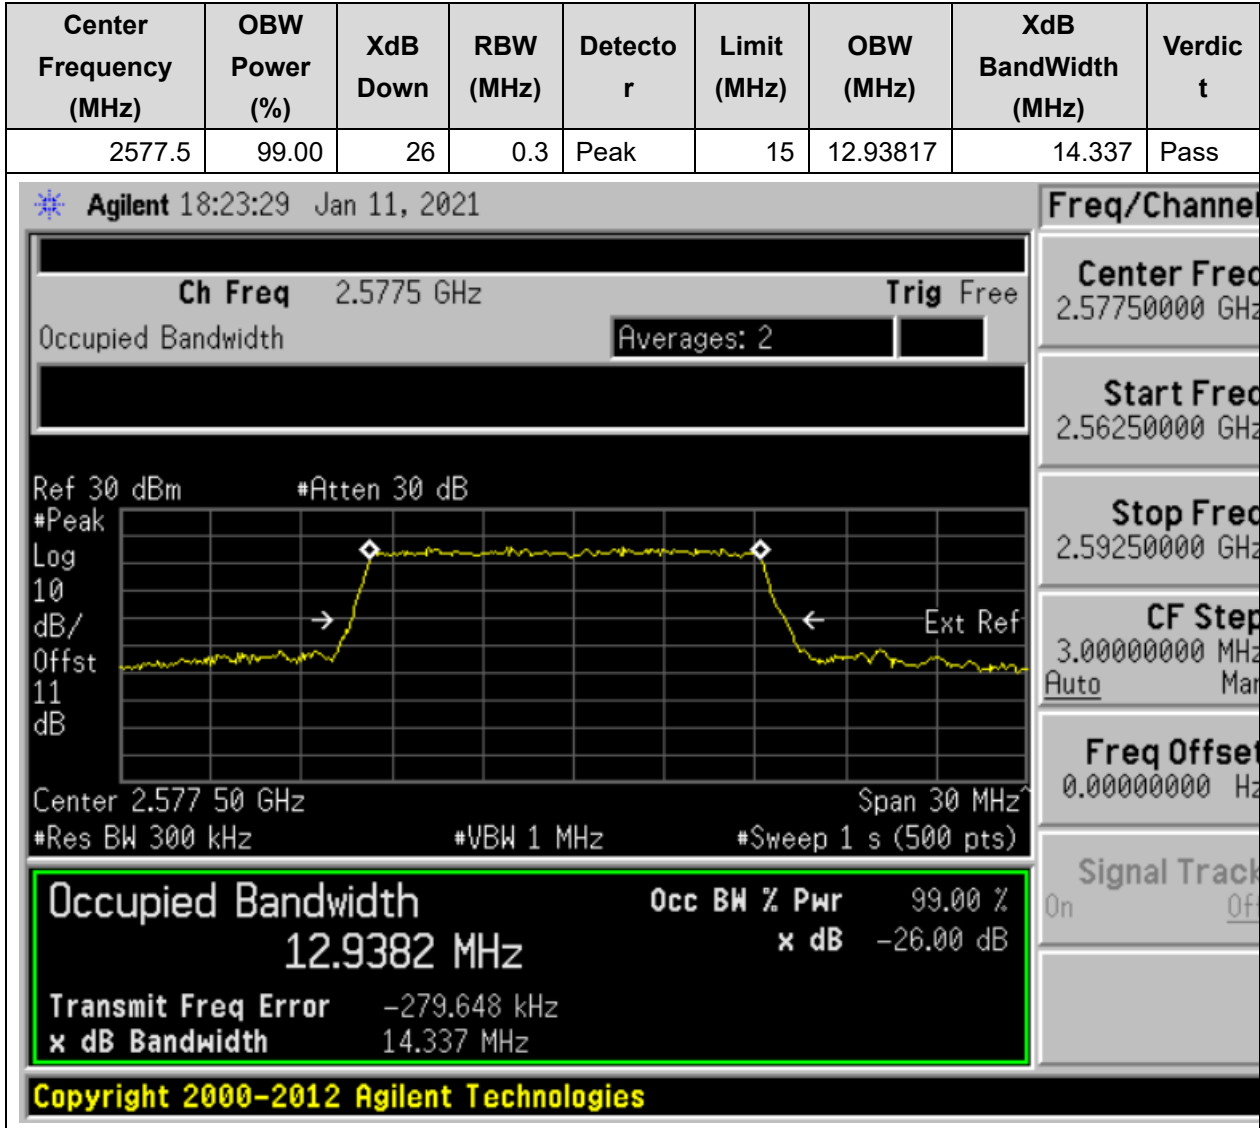 Center Frequency (MHz) OBW Power (%) XdB Down RBW (MHz) Detecto r Limit (MHz) OBW (MHz) XdB BandWidth (MHz) Verdic t
2577.5 99.00 26 0.3 Peak 15 12.93817 14.337 Pass
Agilent 18:23:29 Jan 11, 2021
Freq/Channel
Ch Freq 2.5775 GHz Trig Free
Occupied Bandwidth Averages: 2
Center Freq
2.57750000 GHz
Start Freq
2.56250000 GHz
Stop Freq
2.59250000 GHz
CF Step
3.00000000 MHz
Auto Man
Freq Offset
0.00000000 Hz
Signal Track
On Off
Ref 30 dBm #Atten 30 dB
#Peak
Log
10
dB/
Offst
11
dB
Ext Ref
Center 2.577 50 GHz Span 30 MHz^
#Res BW 300 kHz #VBW 1 MHz #Sweep 1 s (500 pts)
Occupied Bandwidth Occ BW % Pwr 99.00 %
12.9382 MHz x dB -26.00 dB
Transmit Freq Error -279.648 kHz
x dB Bandwidth 14.337 MHz
Copyright 2000-2012 Agilent Technologies